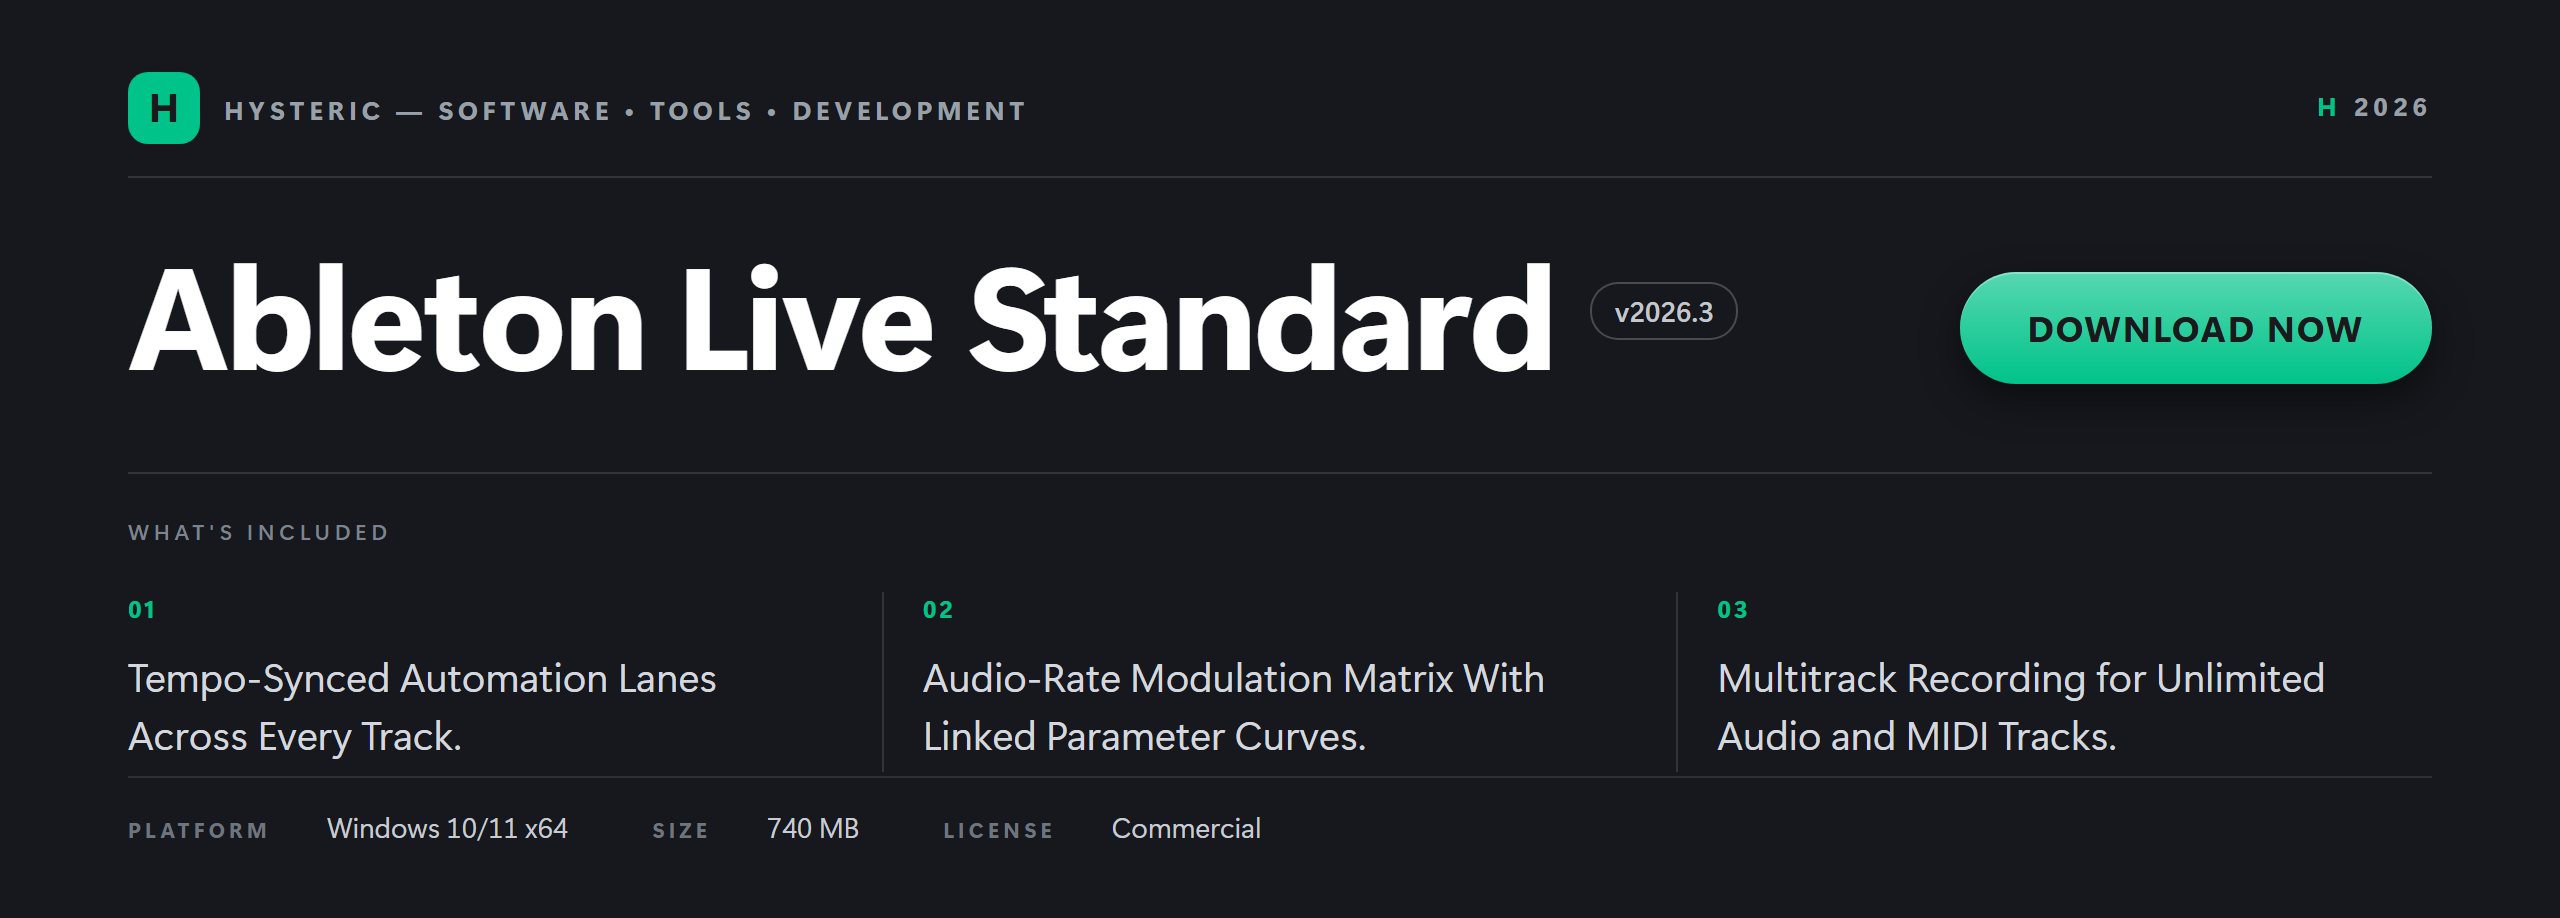 H HYSTERIC — SOFTWARE • TOOLS • DEVELOPMENT
H 2026
Ableton Live Standard
v2026.3
DOWNLOAD NOW
WHAT'S INCLUDED
01
Tempo-Synced Automation Lanes
Across Every Track.
02
Audio-Rate Modulation Matrix With
Linked Parameter Curves.
03
Multitrack Recording for Unlimited
Audio and MIDI Tracks.
PLATFORM Windows 10/11 x64 SIZE 740 MB LICENSE Commercial